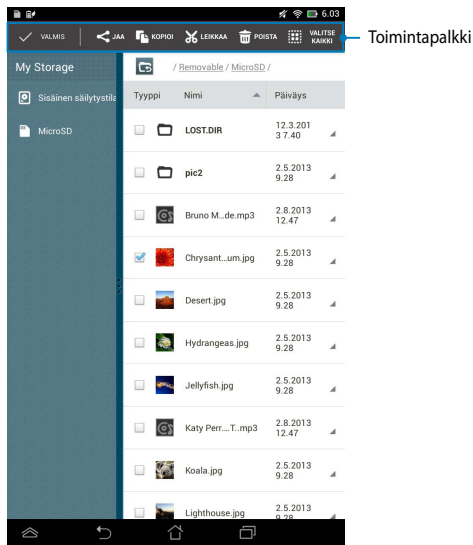 6.03
VALMIS JAA KOPIOI LEIKKAA POISTA VALITSE KAIKKI
Toimintapalkki
My Storage
/ Removable / MicroSD /
Sisäinen säilytystila
MicroSD
Tyyppi Nimi Päiväys
LOST.DIR 12.3.201
3 7.40
pic2 2.5.2013
9.28
Bruno M...de.mp3 2.8.2013
12.47
Chrysant...um.jpg 2.5.2013
9.28
Desert.jpg 2.5.2013
9.28
Hydrangeas.jpg 2.5.2013
9.28
Jellyfish.jpg 2.5.2013
9.28
Katy Perr....T..mp3 2.8.2013
12.47
Koala.jpg 2.5.2013
9.28
Lighthouse.jpg 2.5.2013
9.28